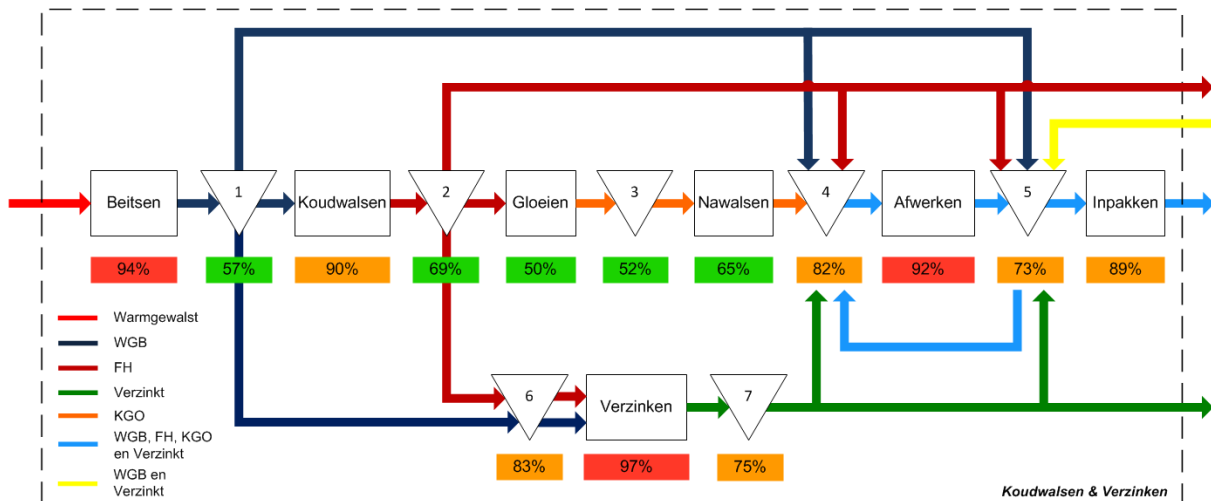 1
2
3
4
5
Beitsen
Koudwalsen
Gloeien
Nawalsen
Afwerken
Inpakken
94%
57%
90%
69%
50%
52%
65%
82%
92%
73%
89%
Warmgewalst
WGB
FH
Verzinkt
KGO
WGB, FH, KGO
en Verzinkt
WGB en
Verzinkt
6
Verzinken
7
83%
97%
75%
Koudwalsen & Verzinken